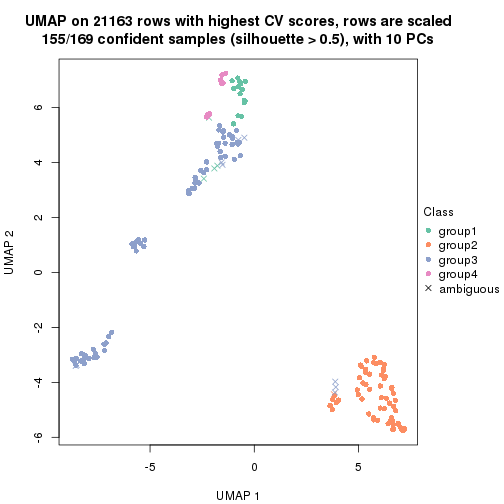 UMAP on 21163 rows with highest CV scores, rows are scaled
155/169 confident samples (silhouette > 0.5), with 10 PCs
6
4
2
0
-2
-4
-6
UMAP 2
-5
0
5
UMAP 1
Class
group1
group2
group3
group4
ambiguous